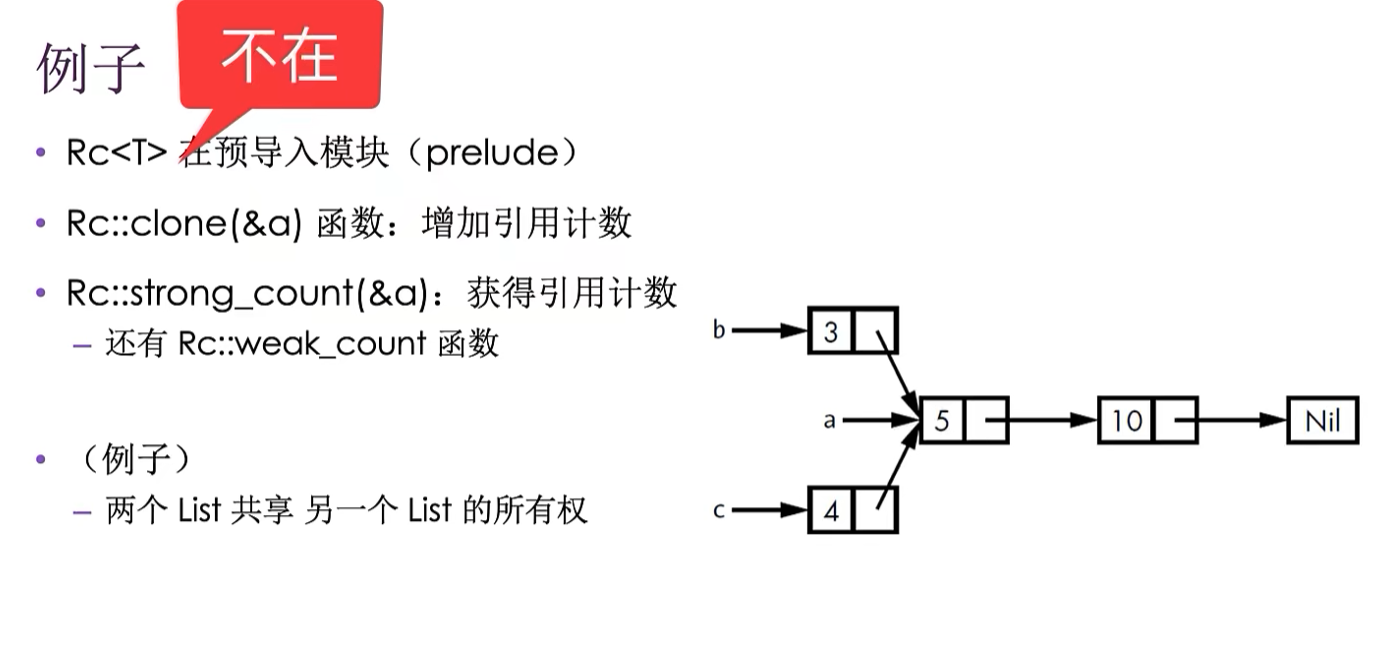 不在
例子
• Rc<T> 在预导入模块（prelude）
• Rc::clone(&a) 函数：增加引用计数
• Rc::strong_count(&a)：获得引用计数
– 还有 Rc::weak_count 函数
• （例子）
– 两个 List 共享 另一个 List 的所有权
b 3
a 5 10 Nil
c 4